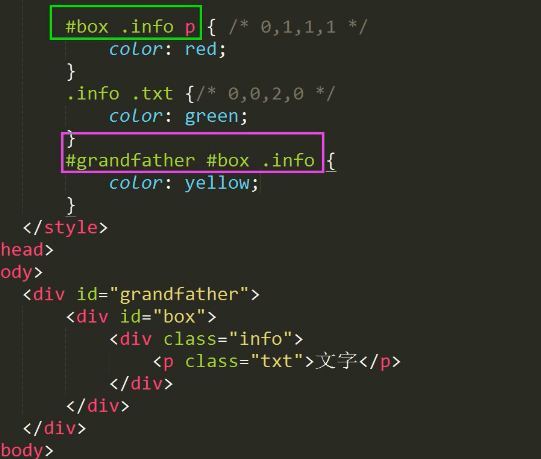 #box .info p { /* 0,1,1,1 */
color: red;
}
.info .txt {/* 0,0,2,0 */
color: green;
}
#grandfather #box .info {
color: yellow;
}
</style>
head>
ody>
<div id="grandfather">
<div id="box">
<div class="info">
<p class="txt">文字</p>
</div>
</div>
</div>
body>